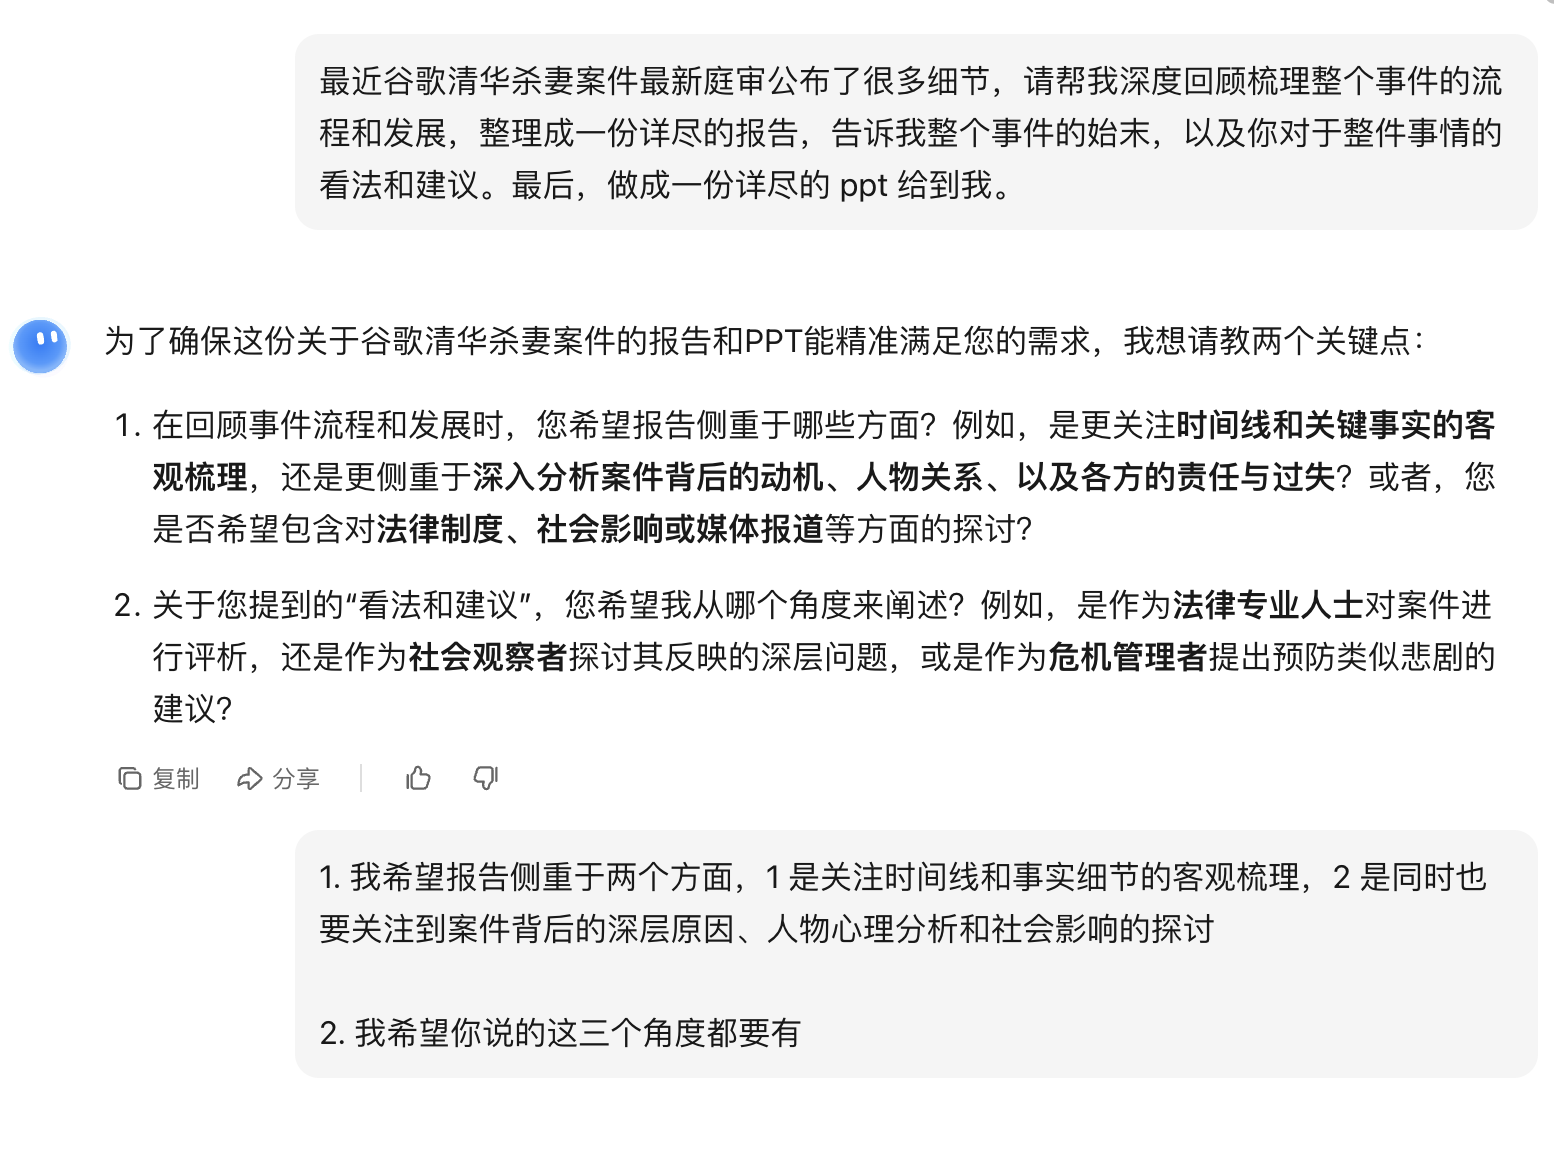 最近谷歌清华杀妻案件最新庭审公布了很多细节，请帮我深度回顾梳理整个事件的流
程和发展，整理成一份详尽的报告，告诉我整个事件的始末，以及你对于整件事情的
看法和建议。最后，做成一份详尽的 ppt 给到我。
为了确保这份关于谷歌清华杀妻案件的报告和PPT能精准满足您的需求，我想请教两个关键点：
1. 在回顾事件流程和发展时，您希望报告侧重于哪些方面？例如，是更关注时间线和关键事实的客
观梳理，还是更侧重于深入分析案件背后的动机、人物关系、以及各方的责任与过失？或者，您
是否希望包含对法律制度、社会影响或媒体报道等方面的探讨？
2. 关于您提到的“看法和建议”，您希望我从哪个角度来阐述？例如，是作为法律专业人士对案件进
行评析，还是作为社会观察者探讨其反映的深层问题，或是作为危机管理者提出预防类似悲剧的
建议？
复制 分享
1. 我希望报告侧重于两个方面，1 是关注时间线和事实细节的客观梳理，2 是同时也
要关注到案件背后的深层原因、人物心理分析和社会影响的探讨
2. 我希望你说的这三个角度都要有